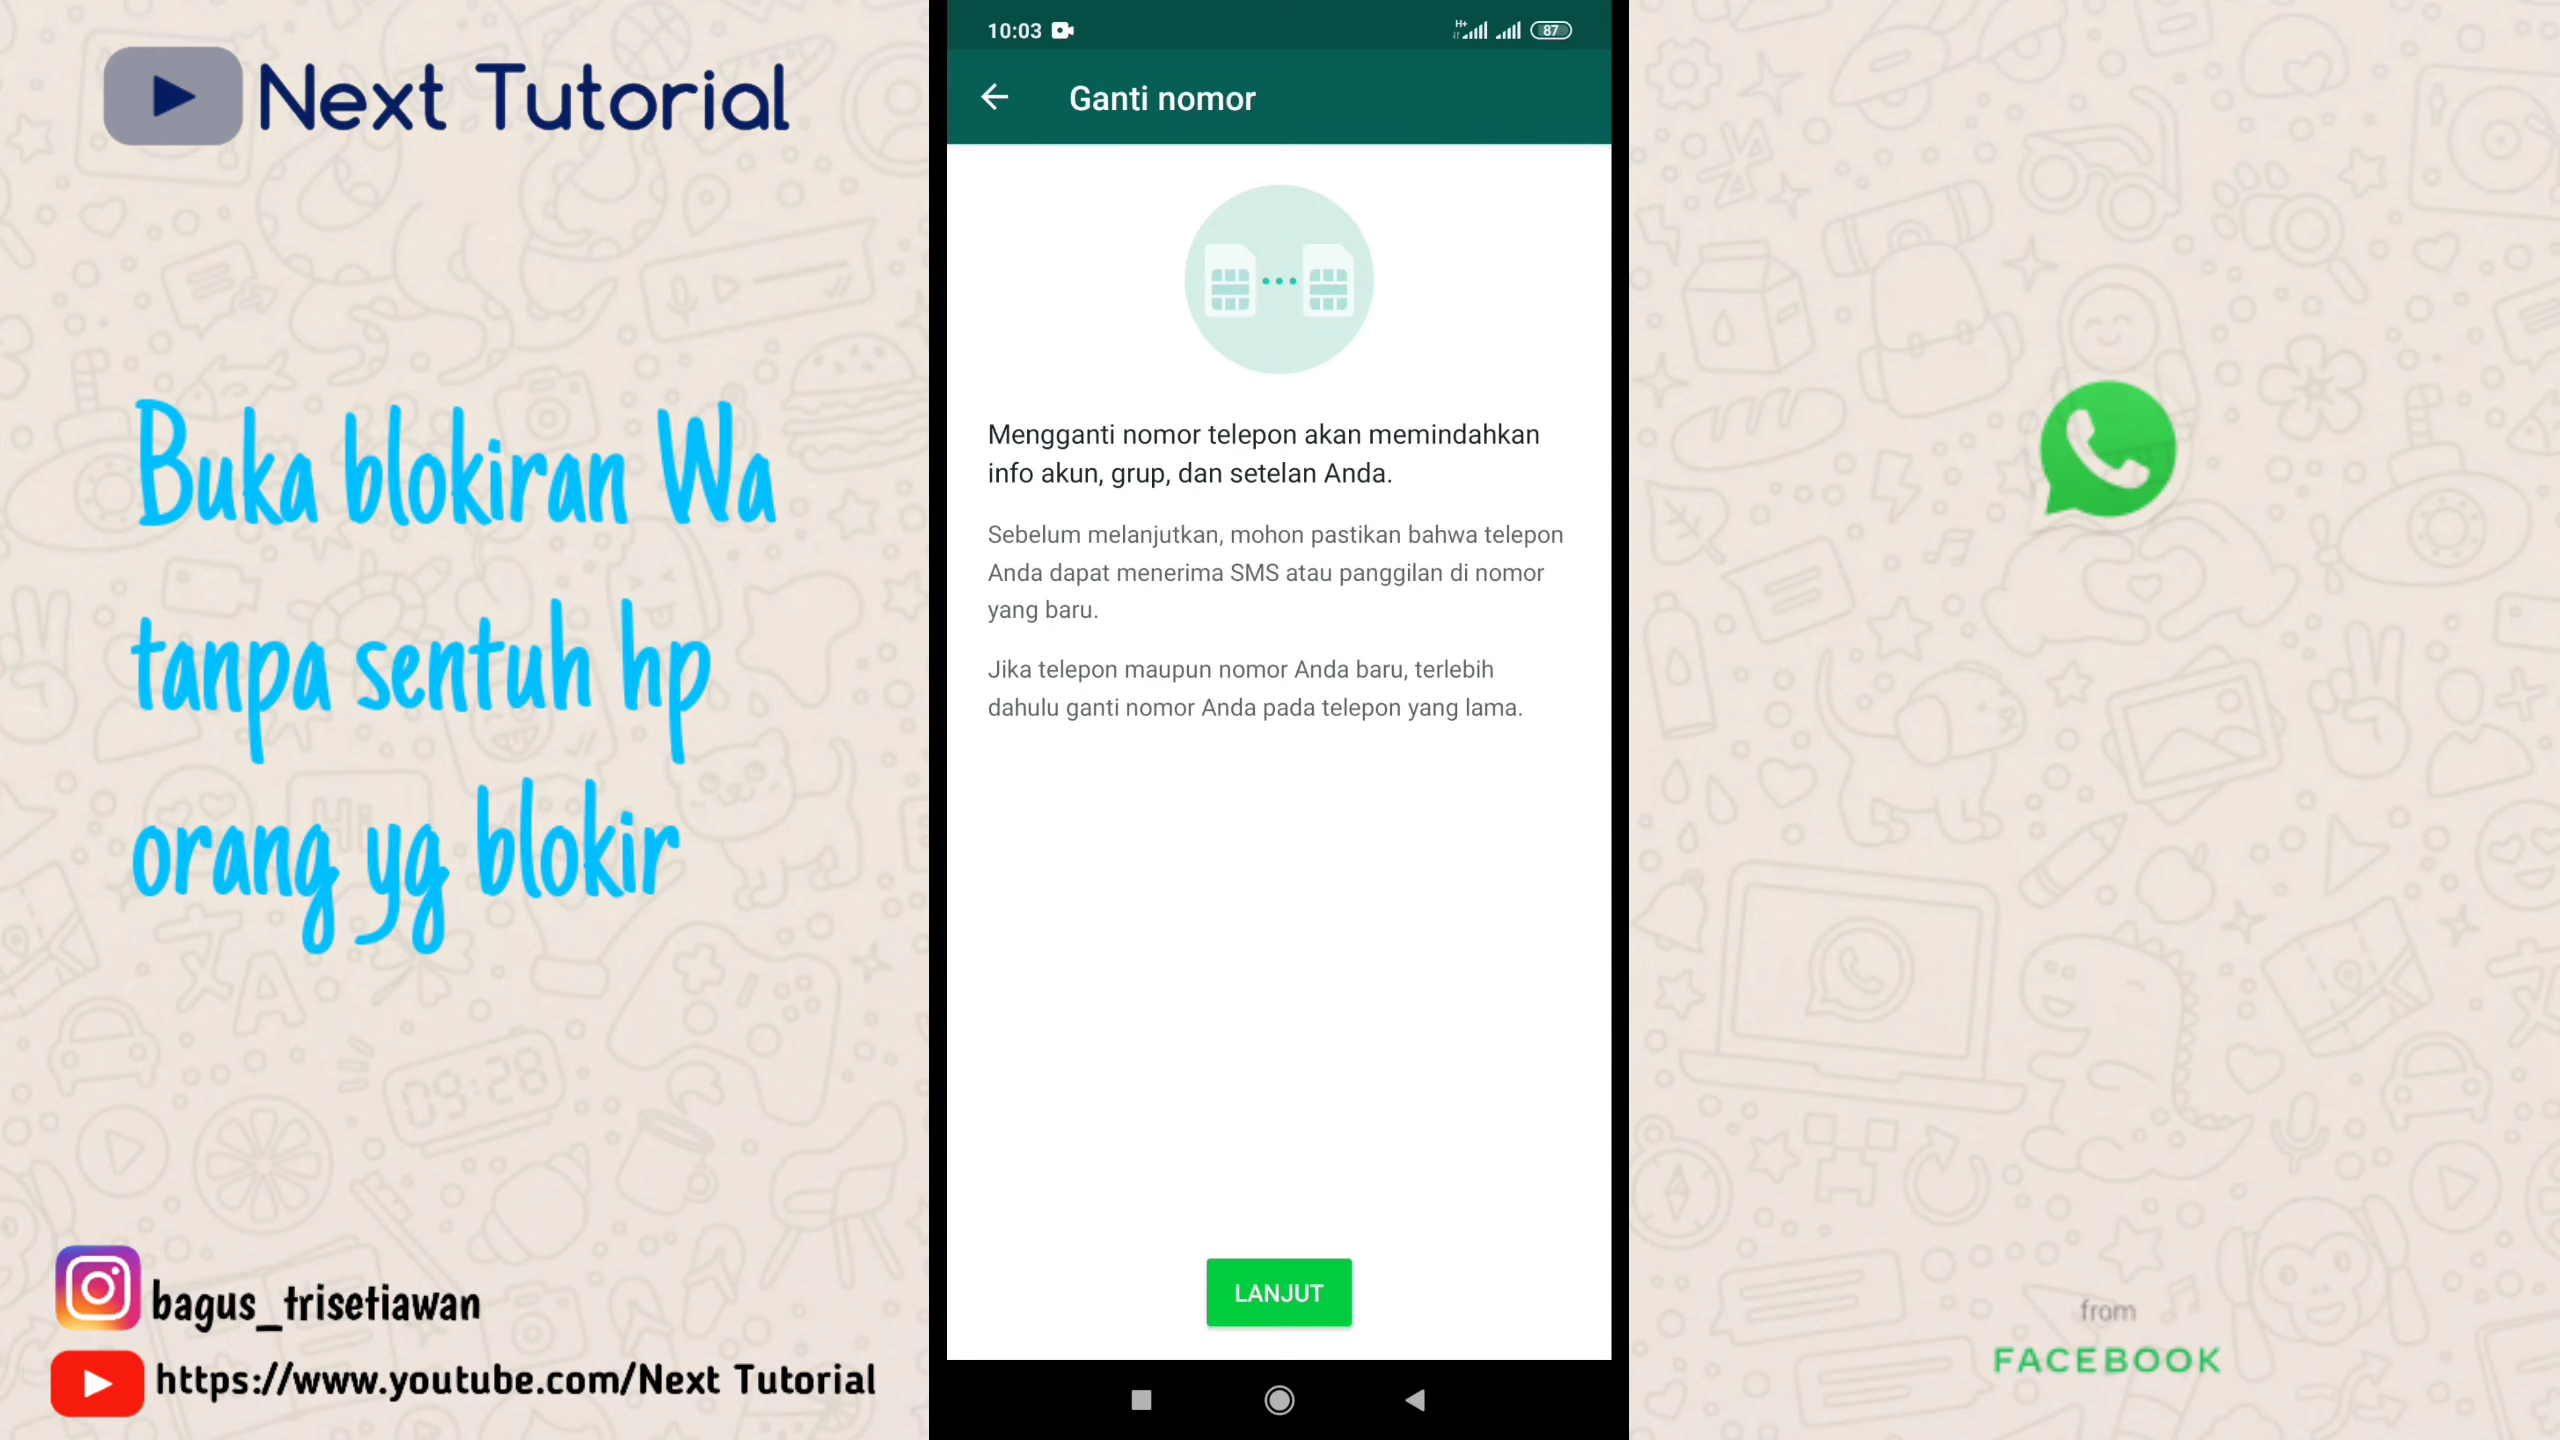 Next Tutorial
Buka blokiran Wa
tanpa sentuh hp
orang yg blokir
bagus_trisetiawan
https://www.youtube.com/Next Tutorial
10:03
H+
87
Ganti nomor
Mengganti nomor telepon akan memindahkan
info akun, grup, dan setelan Anda.
Sebelum melanjutkan, mohon pastikan bahwa telepon
Anda dapat menerima SMS atau panggilan di nomor
yang baru.
Jika telepon maupun nomor Anda baru, terlebih
dahulu ganti nomor Anda pada telepon yang lama.
LANJUT
from
FACEBOOK
09:28
Hi